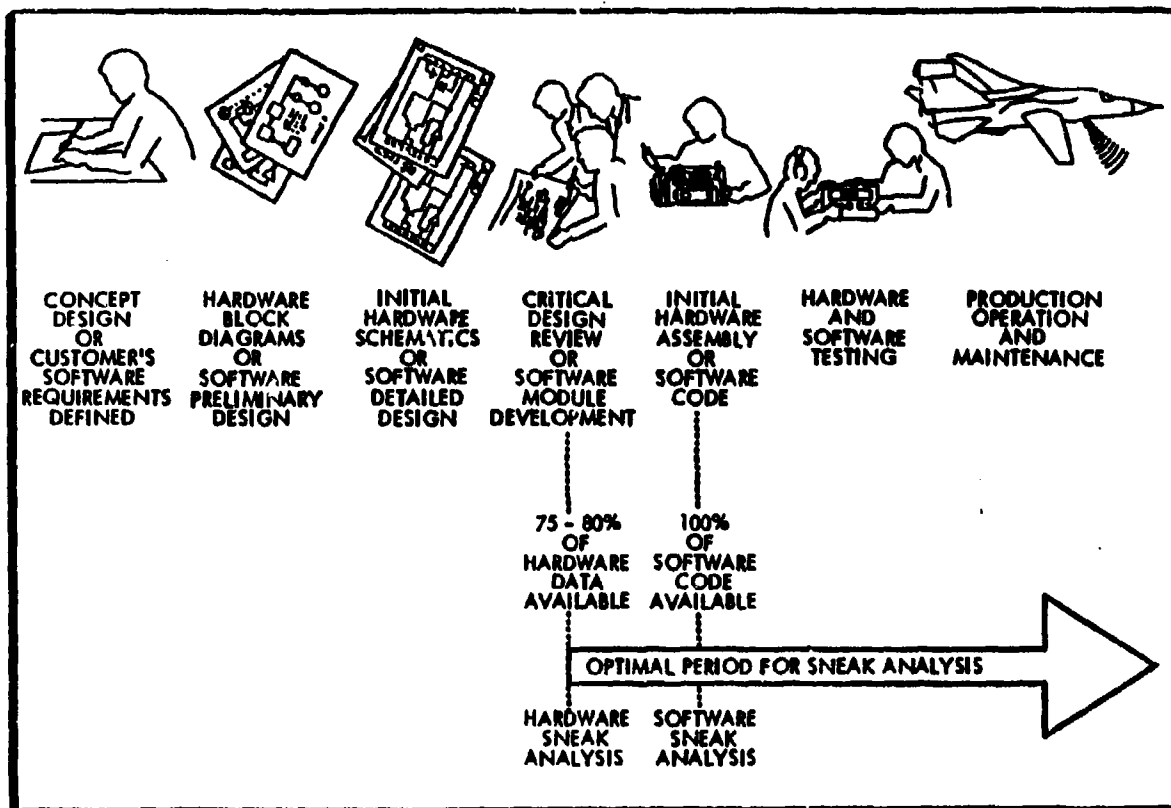 CONCEPT
DESIGN
OR
CUSTOMER'S
SOFTWARE
REQUIREMENTS
DEFINED
HARDWARE
BLOCK
DIAGRAMS
OR
SOFTWARE
PRELIMINARY
DESIGN
INITIAL
HARDWARE
SCHEMATICS
OR
SOFTWARE
DETAILED
DESIGN
CRITICAL
DESIGN
REVIEW
OR
SOFTWARE
MODULE
DEVELOPMENT
INITIAL
HARDWARE
ASSEMBLY
OR
SOFTWARE
CODE
HARDWARE
AND
SOFTWARE
TESTING
PRODUCTION
OPERATION
AND
MAINTENANCE
75 - 80%
OF
HARDWARE
DATA
AVAILABLE
100%
OF
SOFTWARE
CODE
AVAILABLE
OPTIMAL PERIOD FOR SNEAK ANALYSIS
HARDWARE
SNEAK
ANALYSIS
SOFTWARE
SNEAK
ANALYSIS